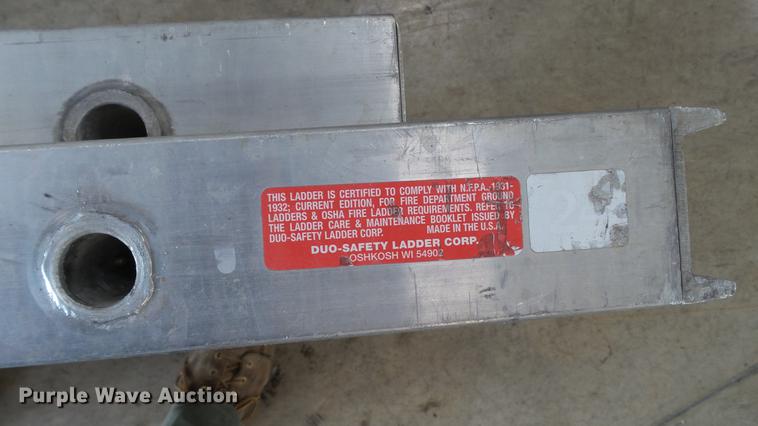 THIS LADDER IS CERTIFIED TO COMPLY WITH N.F.P.A.-1931-
1932; CURRENT EDITION, FOR FIRE DEPARTMENT GROUND
LADDERS & OSHA FIRE LADDER REQUIREMENTS. REFER TO
THE LADDER CARE & MAINTENANCE BOOKLET ISSUED BY
DUO-SAFETY LADDER CORP. MADE IN THE U.S.A.
DUO-SAFETY LADDER CORP.
OSHKOSH WI 54902
Purple Wave Auction